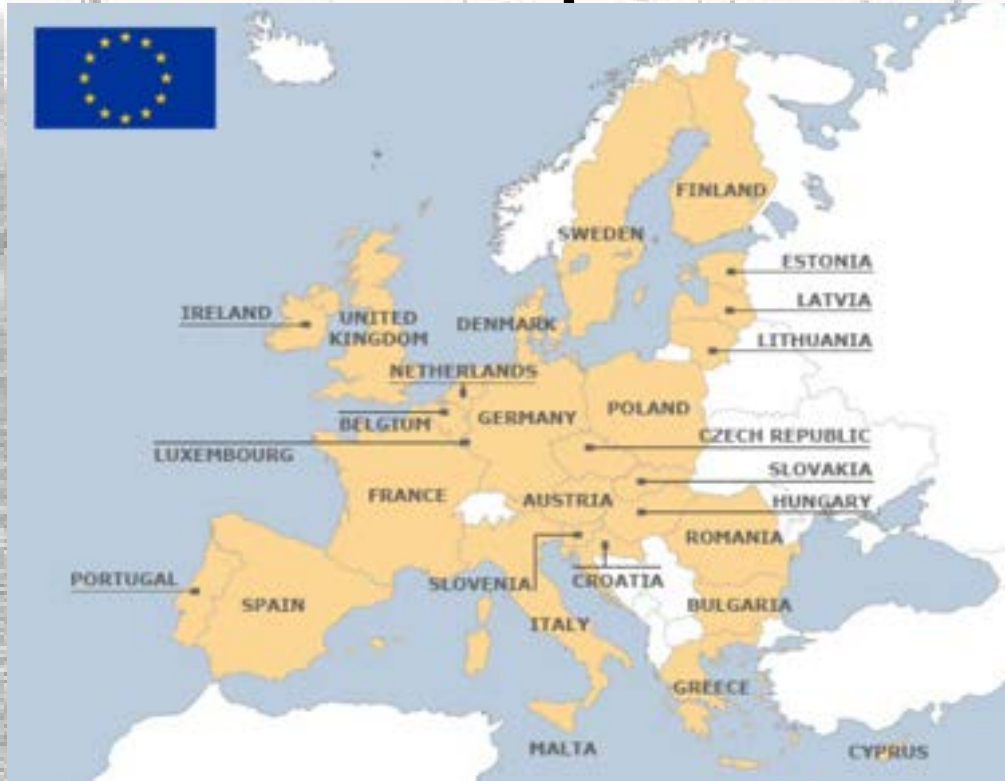 FINLAND
SWEDEN
ESTONIA
LATVIA
LITHUANIA
IRELAND
UNITED
KINGDOM
DENMARK
NETHERLANDS
BELGIUM
GERMANY
POLAND
LUXEMBOURG
CZECH REPUBLIC
SLOVAKIA
FRANCE
AUSTRIA
HUNGARY
ROMANIA
PORTUGAL
SPAIN
SLOVENIA
CROATIA
ITALY
BULGARIA
GREECE
MALTA
CYPRUS